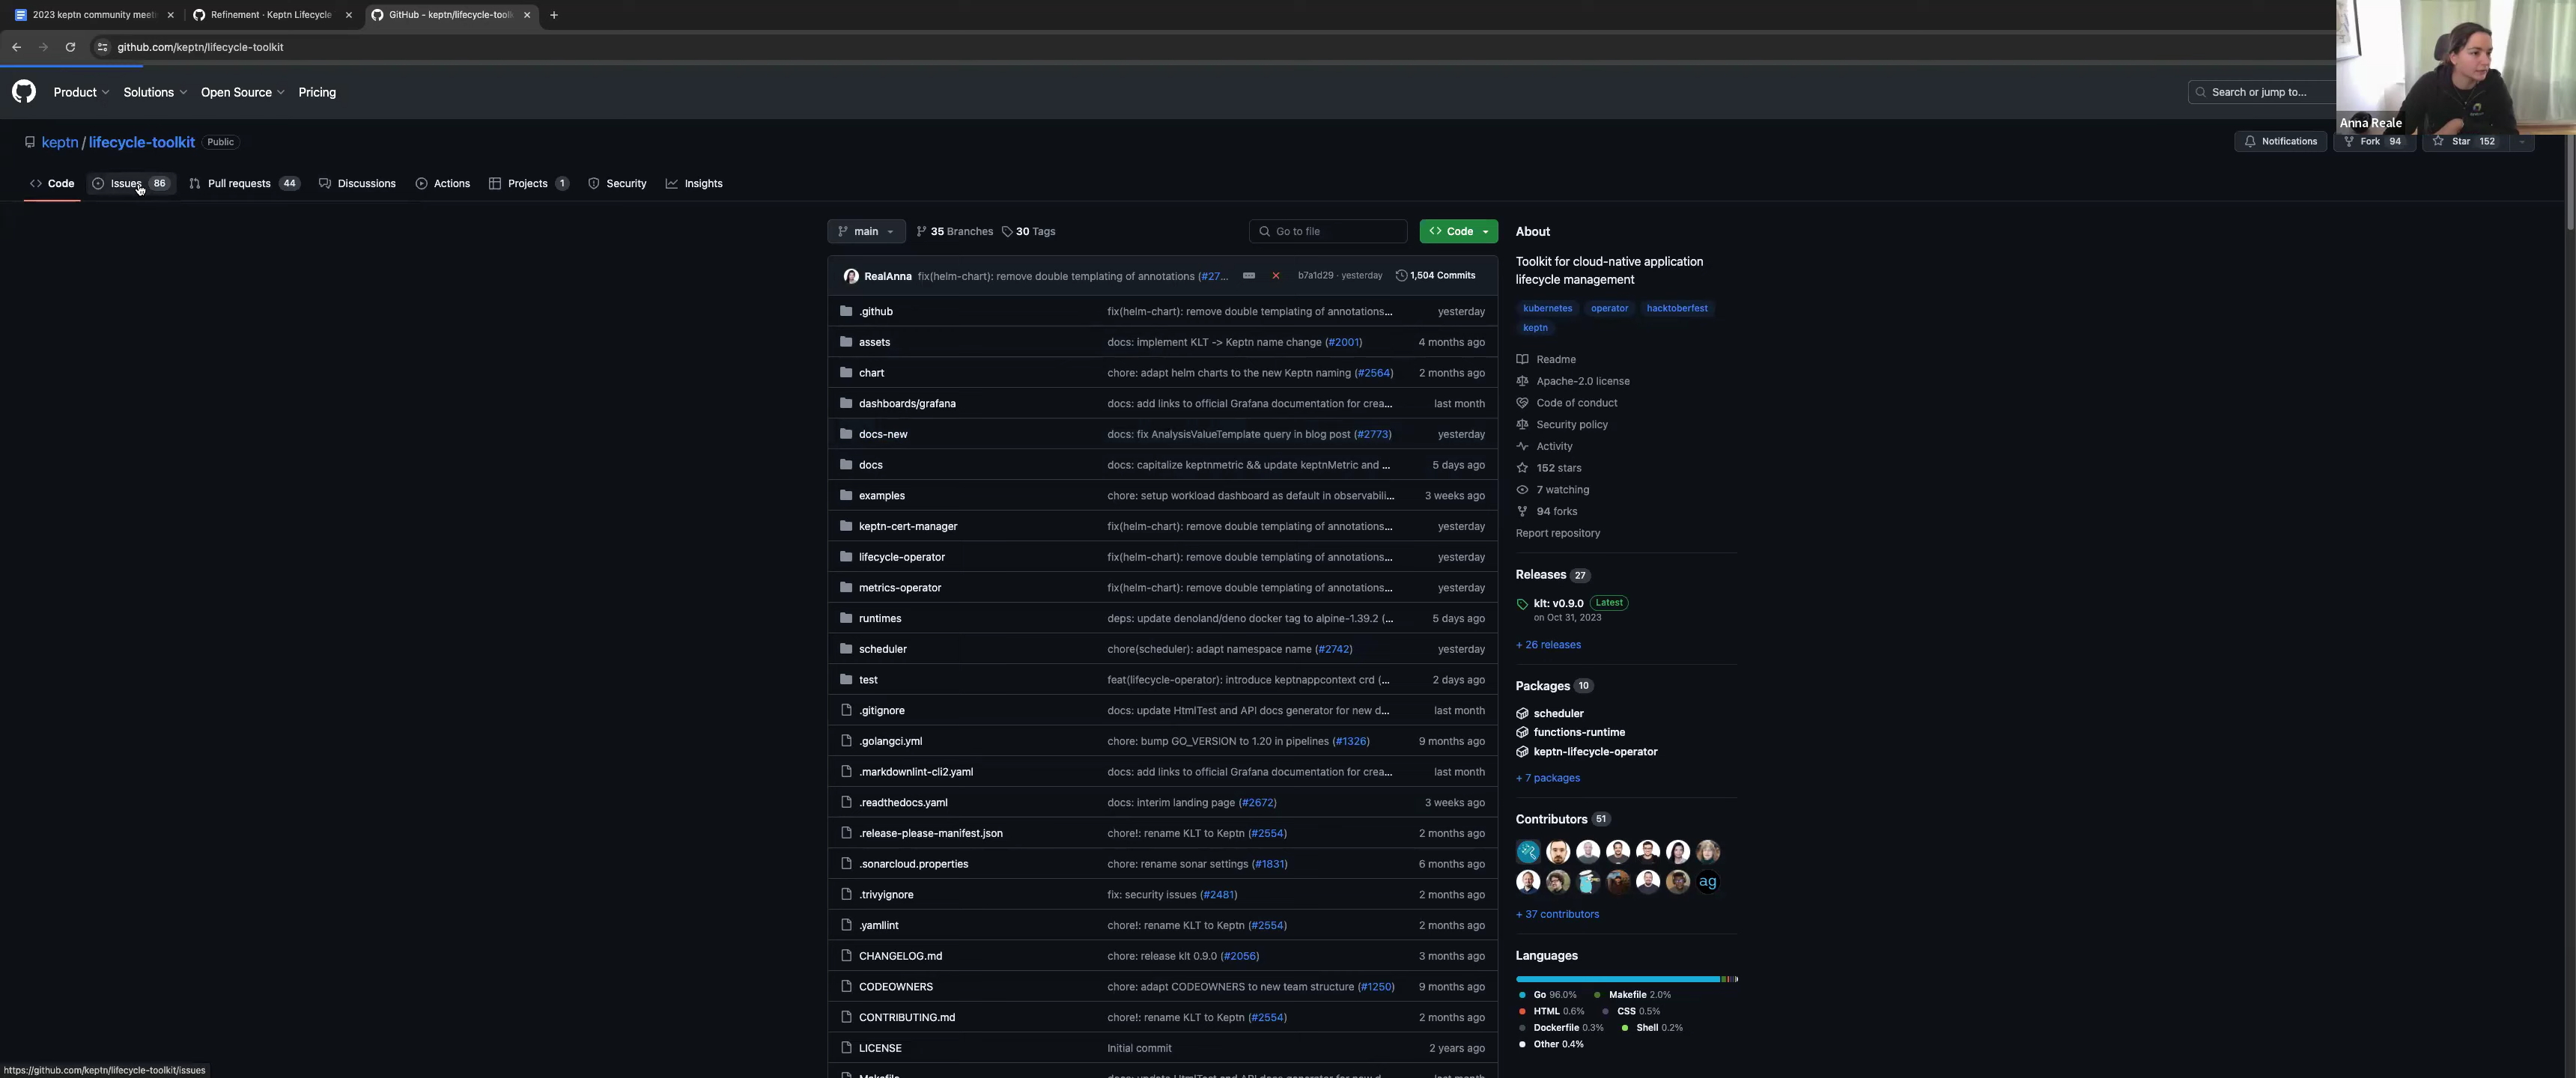 2023 keptn community meeti
Refinement · Keptn Lifecycle
GitHub - keptn/lifecycle-toolk
github.com/keptn/lifecycle-toolkit
Product Solutions Open Source Pricing
Search or jump to...
Anna Reale
keptn / lifecycle-toolkit Public
Notifications Fork 94 Star 152
Code Issues 86 Pull requests 44 Discussions Actions Projects 1 Security Insights
main 35 Branches 30 Tags Go to file Code
RealAnna fix(helm-chart): remove double templating of annotations (#27... b7a1d29 · yesterday 1,504 Commits
.github fix(helm-chart): remove double templating of annotations... yesterday
assets docs: implement KLT -> Keptn name change (#2001) 4 months ago
chart chore: adapt helm charts to the new Keptn naming (#2564) 2 months ago
dashboards/grafana docs: add links to official Grafana documentation for crea... last month
docs-new docs: fix AnalysisValueTemplate query in blog post (#2773) yesterday
docs docs: capitalize keptnmetric && update keptnMetric and ... 5 days ago
examples chore: setup workload dashboard as default in observabili... 3 weeks ago
keptn-cert-manager fix(helm-chart): remove double templating of annotations... yesterday
lifecycle-operator fix(helm-chart): remove double templating of annotations... yesterday
metrics-operator fix(helm-chart): remove double templating of annotations... yesterday
runtimes deps: update denoland/deno docker tag to alpine-1.39.2 (... 5 days ago
scheduler chore(scheduler): adapt namespace name (#2742) yesterday
test feat(lifecycle-operator): introduce keptnappcontext crd (... 2 days ago
.gitignore docs: update HtmlTest and API docs generator for new d... last month
.golangci.yml chore: bump GO_VERSION to 1.20 in pipelines (#1326) 9 months ago
.markdownlint-cli2.yaml docs: add links to official Grafana documentation for crea... last month
.readthedocs.yaml docs: interim landing page (#2672) 3 weeks ago
.release-please-manifest.json chore!: rename KLT to Keptn (#2554) 2 months ago
.sonarcloud.properties chore: rename sonar settings (#1831) 6 months ago
.trivyignore fix: security issues (#2481) 2 months ago
.yamllint chore!: rename KLT to Keptn (#2554) 2 months ago
CHANGELOG.md chore: release klt 0.9.0 (#2056) 3 months ago
CODEOWNERS chore: adapt CODEOWNERS to new team structure (#1250) 9 months ago
CONTRIBUTING.md chore!: rename KLT to Keptn (#2554) 2 months ago
LICENSE Initial commit 2 years ago
Makefile docs: update HtmlTest and API docs generator for new d... last month
About
Toolkit for cloud-native application
lifecycle management
kubernetes operator hacktoberfest
keptn
Readme
Apache-2.0 license
Code of conduct
Security policy
Activity
152 stars
7 watching
94 forks
Report repository
Releases 27
klt: v0.9.0 Latest
on Oct 31, 2023
+ 26 releases
Packages 10
scheduler
functions-runtime
keptn-lifecycle-operator
+ 7 packages
Contributors 51
ag
+ 37 contributors
Languages
Go 96.0% Makefile 2.0%
HTML 0.6% CSS 0.5%
Dockerfile 0.3% Shell 0.2%
Other 0.4%
https://github.com/keptn/lifecycle-toolkit/issues